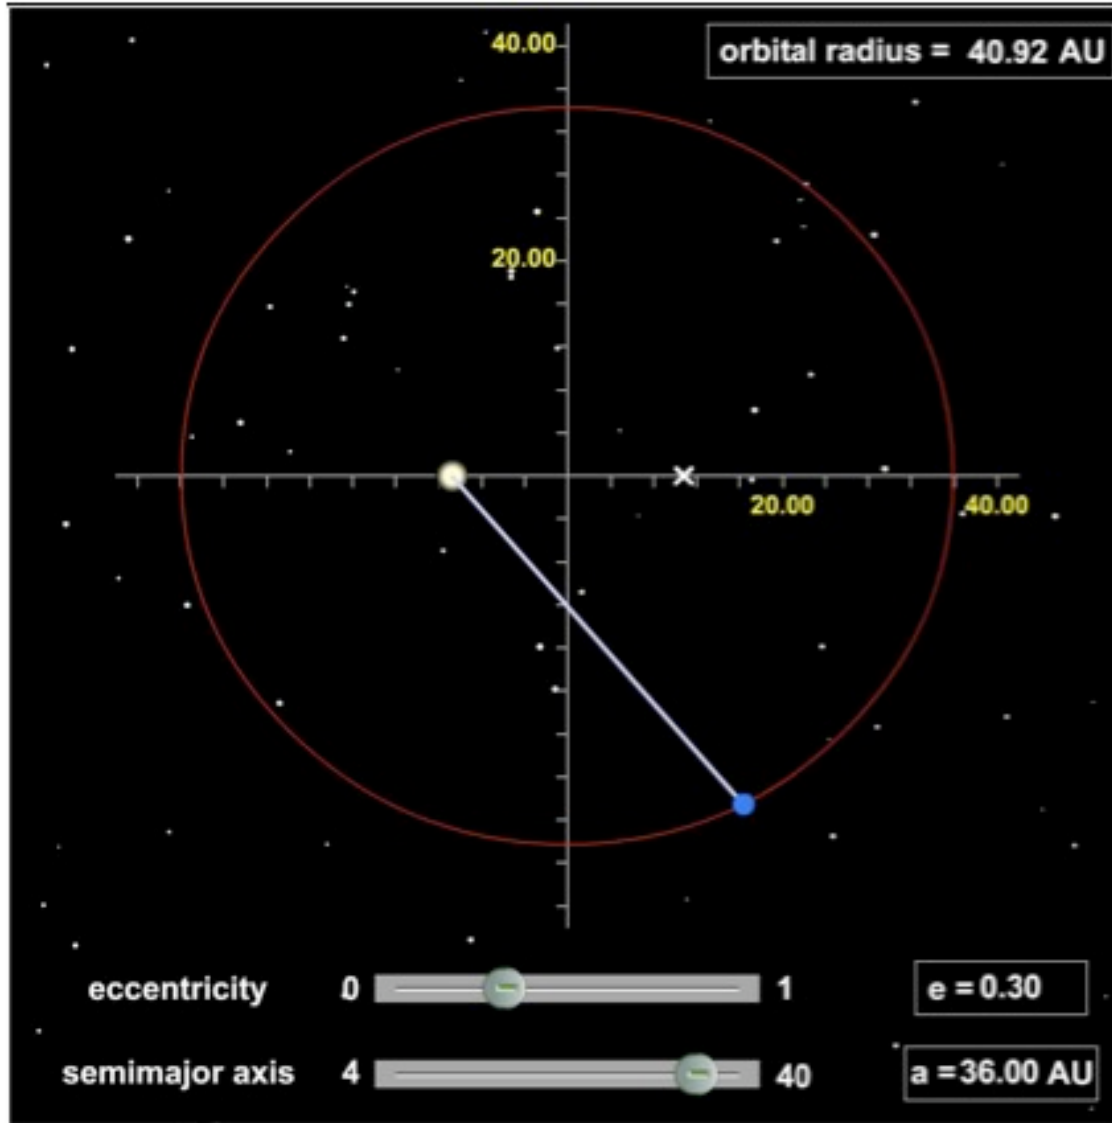 40.00
orbital radius = 40.92 AU
20.00
20.00
40.00
eccentricity 0 1 e = 0.30
semimajor axis 4 40 a = 36.00 AU